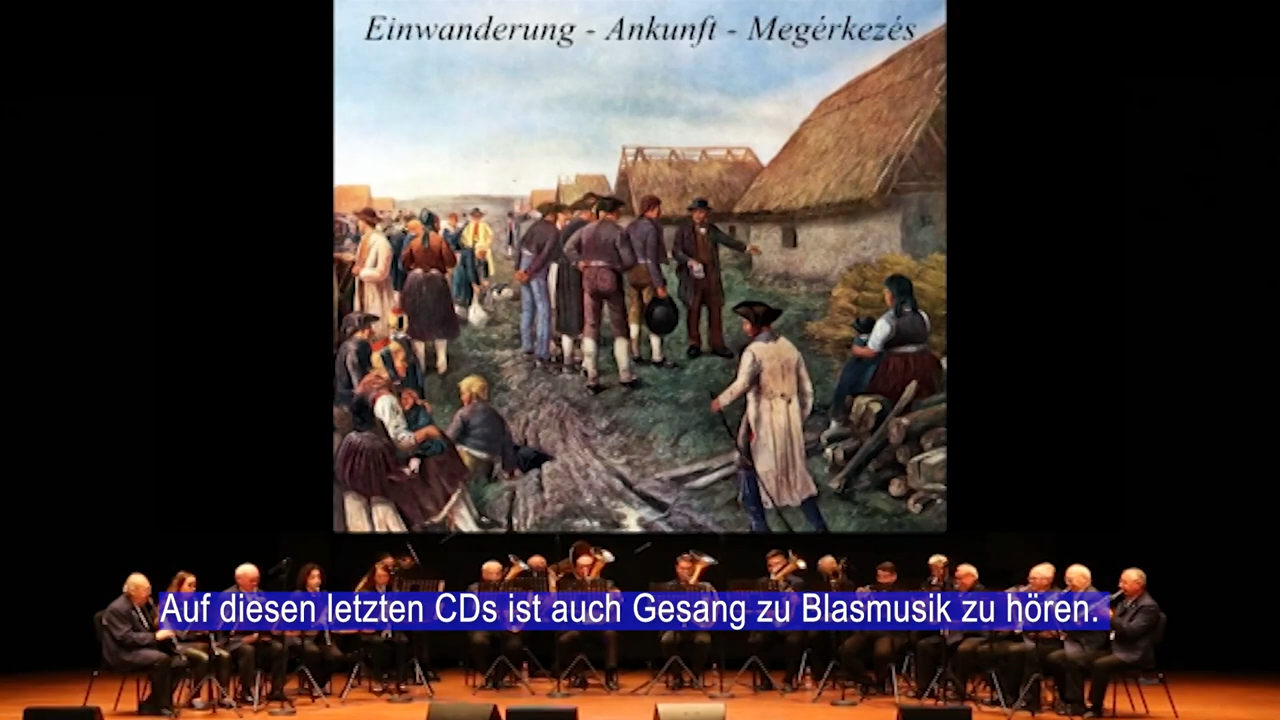 Einwanderung - Ankunft - Megérkezés
Auf diesen letzten CDs ist auch Gesang zu Blasmusik zu hören.